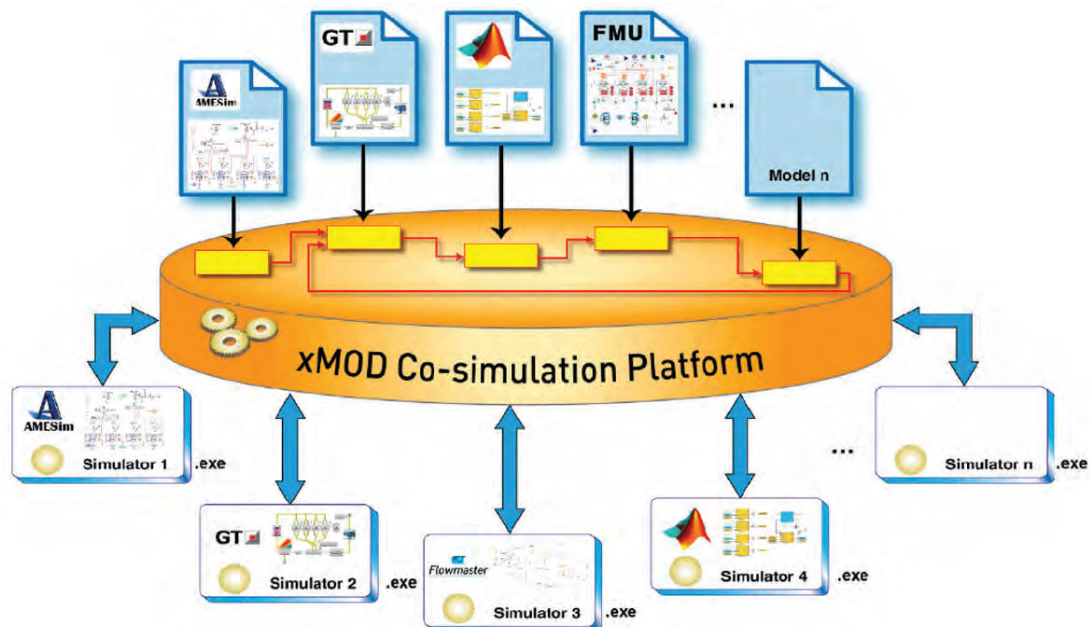 GT
FMU
AMESim
...
Model n
xMOD Co-simulation Platform
AMESim
Simulator 1
.exe
GT
Simulator 2
.exe
Flowmaster
Simulator 3
.exe
Simulator 4
.exe
...
Simulator n
.exe